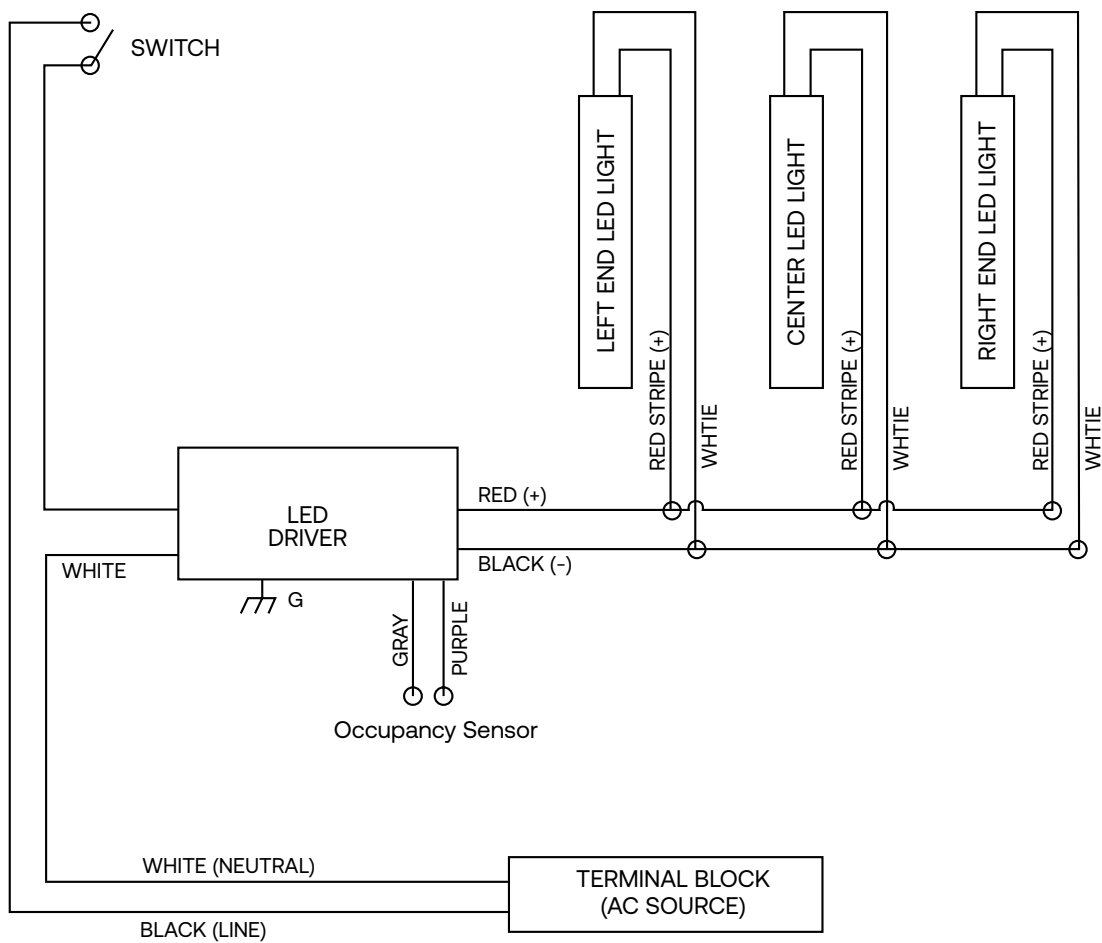 SWITCH
LEFT END LED LIGHT
CENTER LED LIGHT
RIGHT END LED LIGHT
RED STRIPE (+)
WHTIE
RED STRIPE (+)
WHTIE
RED STRIPE (+)
WHTIE
RED (+)
LED
DRIVER
BLACK (-)
WHITE
G
GRAY
PURPLE
Occupancy Sensor
WHITE (NEUTRAL)
TERMINAL BLOCK
(AC SOURCE)
BLACK (LINE)